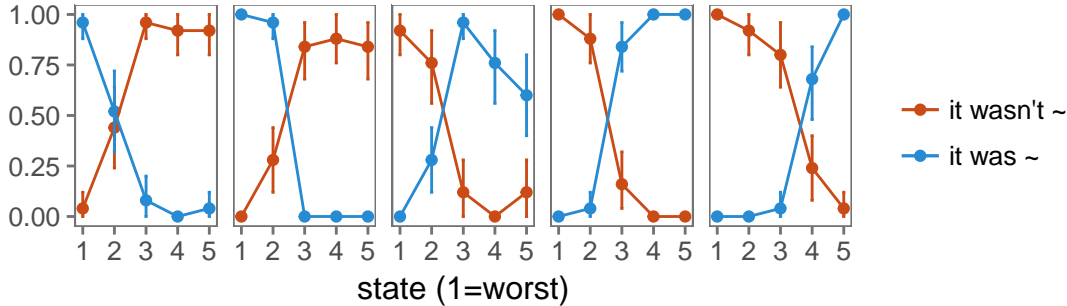 1.00
0.75
0.50
0.25
0.00
1 2 3 4 5 1 2 3 4 5 1 2 3 4 5 1 2 3 4 5 1 2 3 4 5
state (1=worst)
it wasn't ~
it was ~